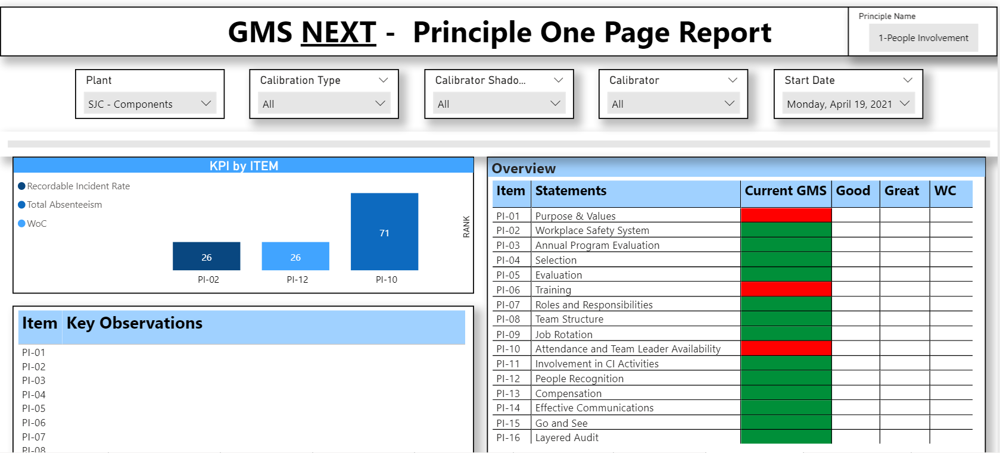 GMS NEXT - Principle One Page Report
Principle Name
1-People Involvement
Plant
SJC - Components
Calibration Type
All
Calibrator Shado...
All
Calibrator
All
Start Date
Monday, April 19, 2021
KPI by ITEM
Recordable Incident Rate
Total Absenteeism
WoC
26
26
71
PI-02
PI-12
PI-10
RANK
Item Key Observations
PI-01
PI-02
PI-03
PI-04
PI-05
PI-06
PI-07
PI-08
Overview
Item Statements Current GMS Good Great WC
PI-01 Purpose & Values
PI-02 Workplace Safety System
PI-03 Annual Program Evaluation
PI-04 Selection
PI-05 Evaluation
PI-06 Training
PI-07 Roles and Responsibilities
PI-08 Team Structure
PI-09 Job Rotation
PI-10 Attendance and Team Leader Availability
PI-11 Involvement in CI Activities
PI-12 People Recognition
PI-13 Compensation
PI-14 Effective Communications
PI-15 Go and See
PI-16 Layered Audit